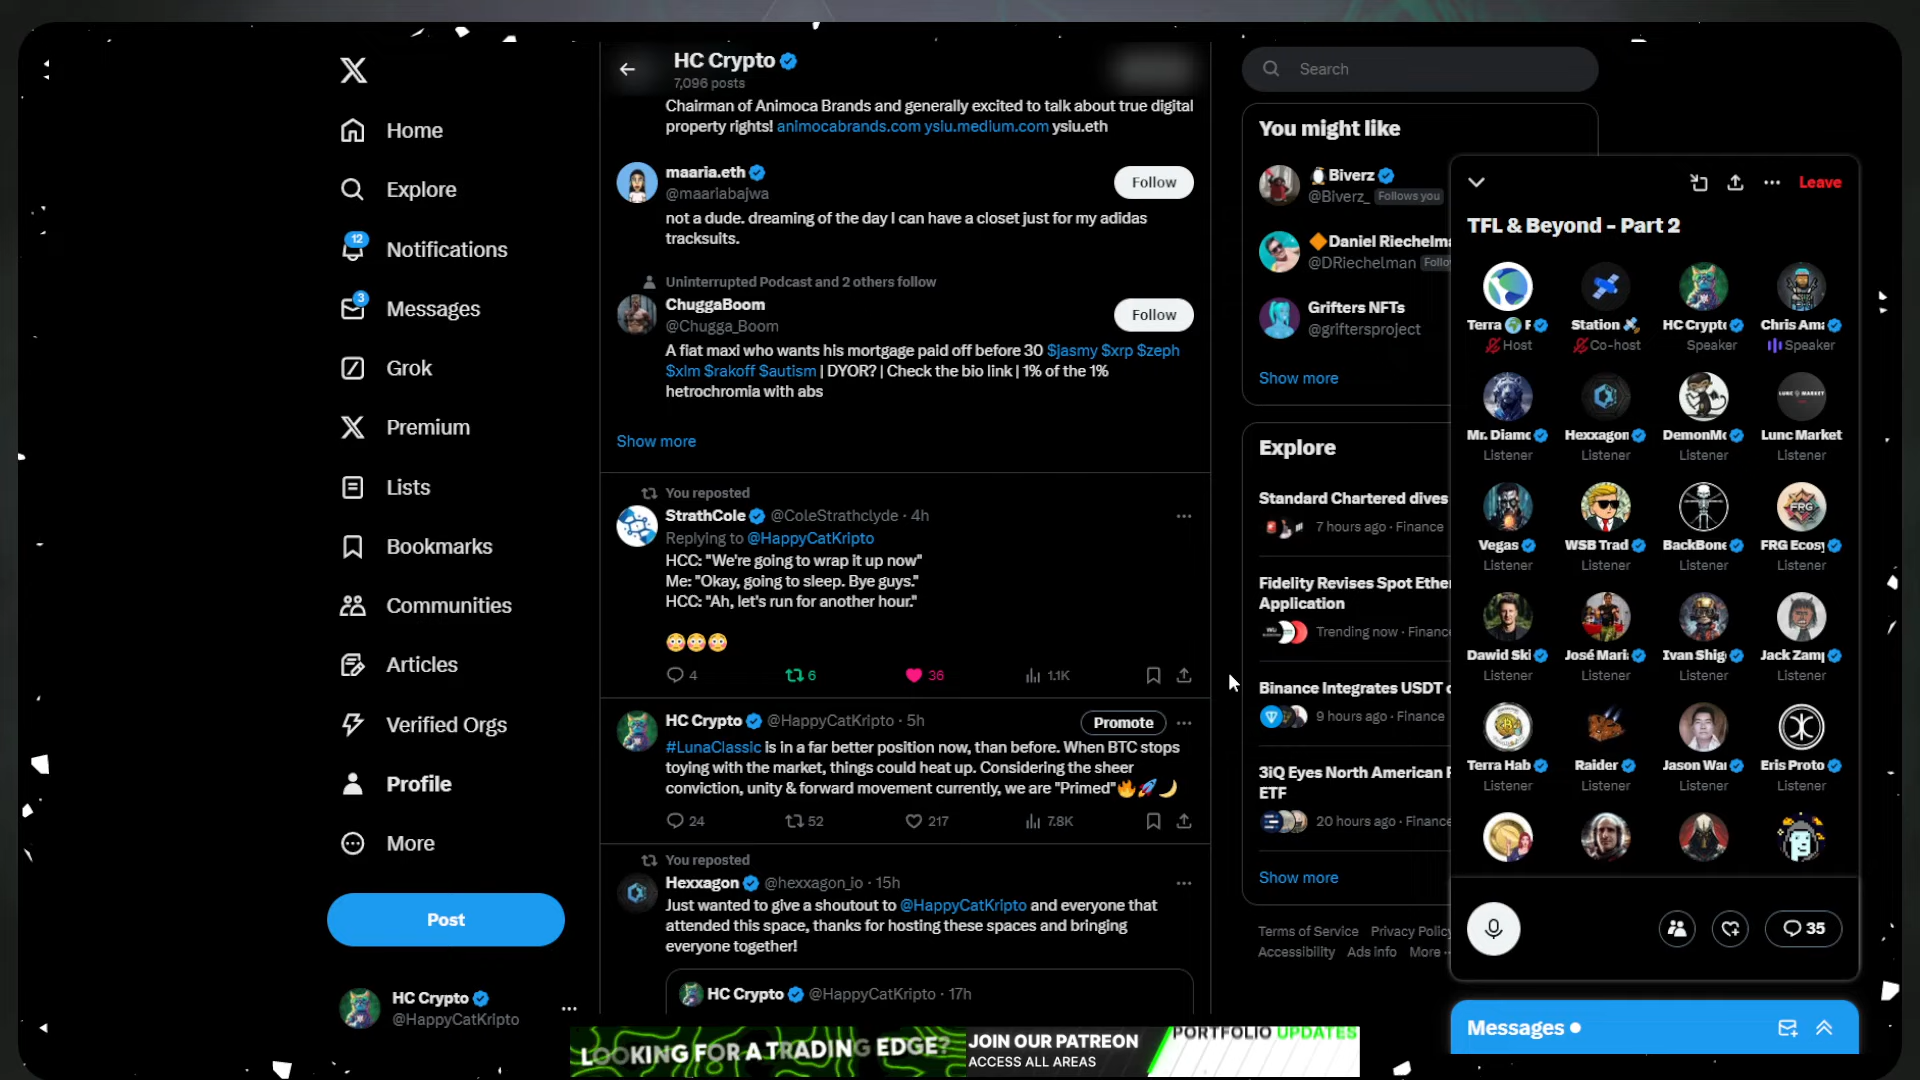 Home
Explore
12
Notifications
3
Messages
Grok
Premium
Lists
Bookmarks
Communities
Articles
Verified Orgs
Profile
More
Post
HC Crypto
@HappyCatKripto
HC Crypto
7,096 posts
Chairman of Animoca Brands and generally excited to talk about true digital
property rights! animocabrands.com ysiu.medium.com ysiu.eth
maaria.eth
@maariabajwa
Follow
not a dude. dreaming of the day I can have a closet just for my adidas
tracksuits.
Uninterrupted Podcast and 2 others follow
ChuggaBoom
@Chugga_Boom
Follow
A fiat maxi who wants his mortgage paid off before 30 $jasmy $xrp $zeph
$xlm $rakoff $autism | DYOR? | Check the bio link | 1% of the 1%
hetrochromia with abs
Show more
You reposted
StrathCole @ColeStrathclyde · 4h
Replying to @HappyCatKripto
HCC: "We're going to wrap it up now"
Me: "Okay, going to sleep. Bye guys."
HCC: "Ah, let's run for another hour."
😳😳😳
4 6 36 1.1K
HC Crypto @HappyCatKripto · 5h Promote
#LunaClassic is in a far better position now, than before. When BTC stops
toying with the market, things could heat up. Considering the sheer
conviction, unity & forward movement currently, we are "Primed"🔥🚀🌙
24 52 217 7.8K
You reposted
Hexxagon @hexxagon_io · 15h
Just wanted to give a shoutout to @HappyCatKripto and everyone that
attended this space, thanks for hosting these spaces and bringing
everyone together!
HC Crypto @HappyCatKripto · 17h
LOOKING FOR A TRADING EDGE?
JOIN OUR PATREON
ACCESS ALL AREAS
PORTFOLIO UPDATES
Search
You might like
🐧Biverz
@Biverz_ Follows you
🔶Daniel Riechelma
@DRiechelman Follo
Grifters NFTs
@griftersproject
Show more
Explore
Standard Chartered dives
7 hours ago · Finance
Fidelity Revises Spot Ethe
Application
Trending now · Financ
Binance Integrates USDT
9 hours ago · Finance
3iQ Eyes North American
ETF
20 hours ago · Financ
Show more
Terms of Service Privacy Policy
Accessibility Ads info More
Leave
TFL & Beyond - Part 2
Terra 🌍 Station 🛰 HC Crypt Chris Am
Host Co-host Speaker Speaker
LUNC MARKET
Mr. Diamo Hexxagon DemonMo Lunc Market
Listener Listener Listener Listener
FRG
Vegas WSB Trad BackBone FRG Ecos
Listener Listener Listener Listener
Dawid Ski José Mari Ivan Shig Jack Zam
Listener Listener Listener Listener
Terra Hab Raider Jason Wa Eris Proto
Listener Listener Listener Listener
35
Messages